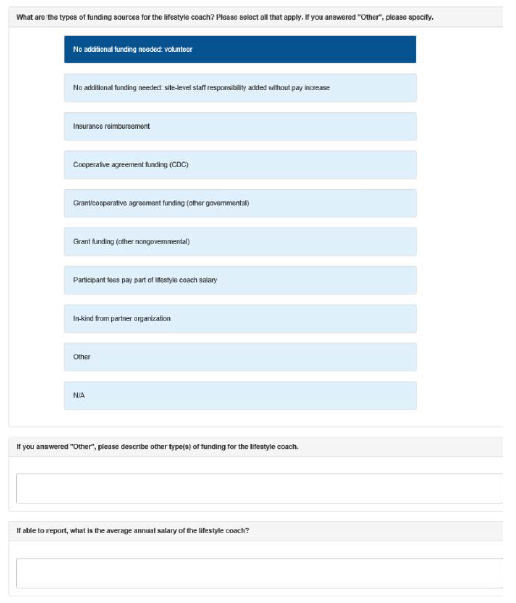 What are the types of funding sources for the lifestyle coach? Please select all that apply. If you answered "Other", please specify.
No additional funding needed: volunteer
No additional funding needed: site-level staff responsibility added without pay increase
Insurance reimbursement
Cooperative agreement funding (CDC)
Grant/cooperative agreement funding (other governmental)
Grant funding (other nongovernmental)
Participant fees pay part of lifestyle coach salary
In-kind from partner organization
Other
N/A
If you answered "Other", please describe other type(s) of funding for the lifestyle coach.
If able to report, what is the average annual salary of the lifestyle coach?